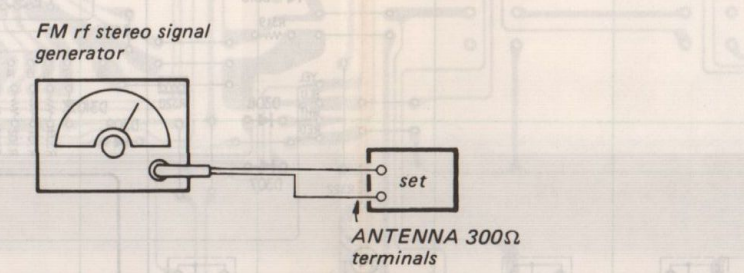 FM rf stereo signal
generator
set
ANTENNA 300Ω
terminals